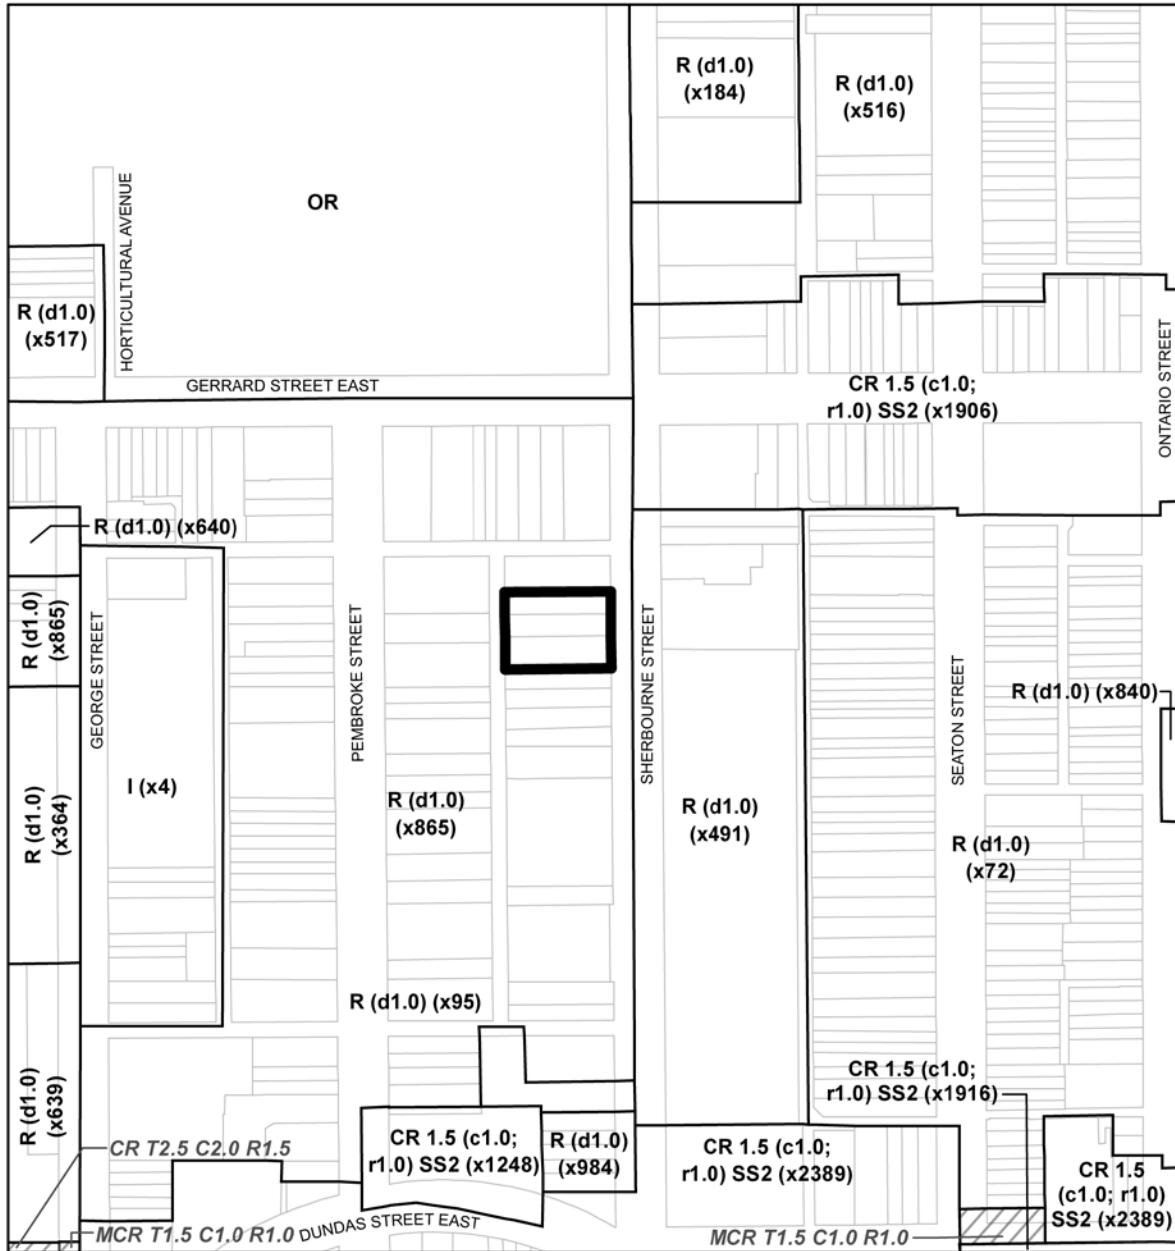 R (d1.0)
(x184)
R (d1.0)
(x516)
HORTICULTURAL AVENUE
OR
R (d1.0)
(x517)
GERRARD STREET EAST
CR 1.5 (c1.0;
r1.0) SS2 (x1906)
ONTARIO STREET
R (d1.0) (x640)
R (d1.0)
(x865)
GEORGE STREET
PEMBROKE STREET
SHERBOURNE STREET
SEATON STREET
R (d1.0) (x840)
I (x4)
R (d1.0)
(x865)
R (d1.0)
(x491)
R (d1.0)
(x364)
R (d1.0)
(x72)
R (d1.0) (x95)
R (d1.0)
(x639)
CR 1.5 (c1.0;
r1.0) SS2 (x1916)
CR T2.5 C2.0 R1.5
CR 1.5 (c1.0;
r1.0) SS2 (x1248)
R (d1.0)
(x984)
CR 1.5 (c1.0;
r1.0) SS2 (x2389)
CR 1.5
(c1.0; r1.0)
SS2 (x2389)
MCR T1.5 C1.0 R1.0
DUNDAS STREET EAST
MCR T1.5 C1.0 R1.0